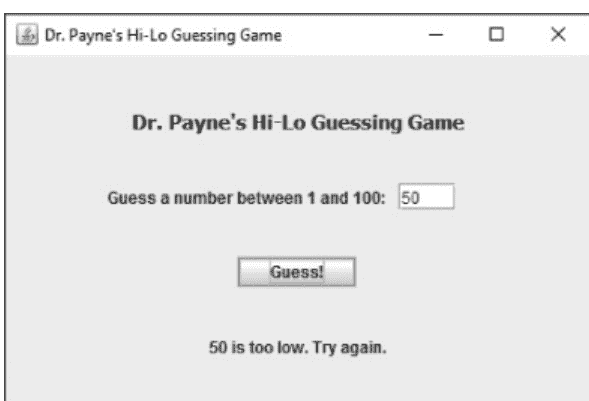 Dr. Payne's Hi-Lo Guessing Game
Dr. Payne's Hi-Lo Guessing Game
Guess a number between 1 and 100: 50
Guess!
50 is too low. Try again.